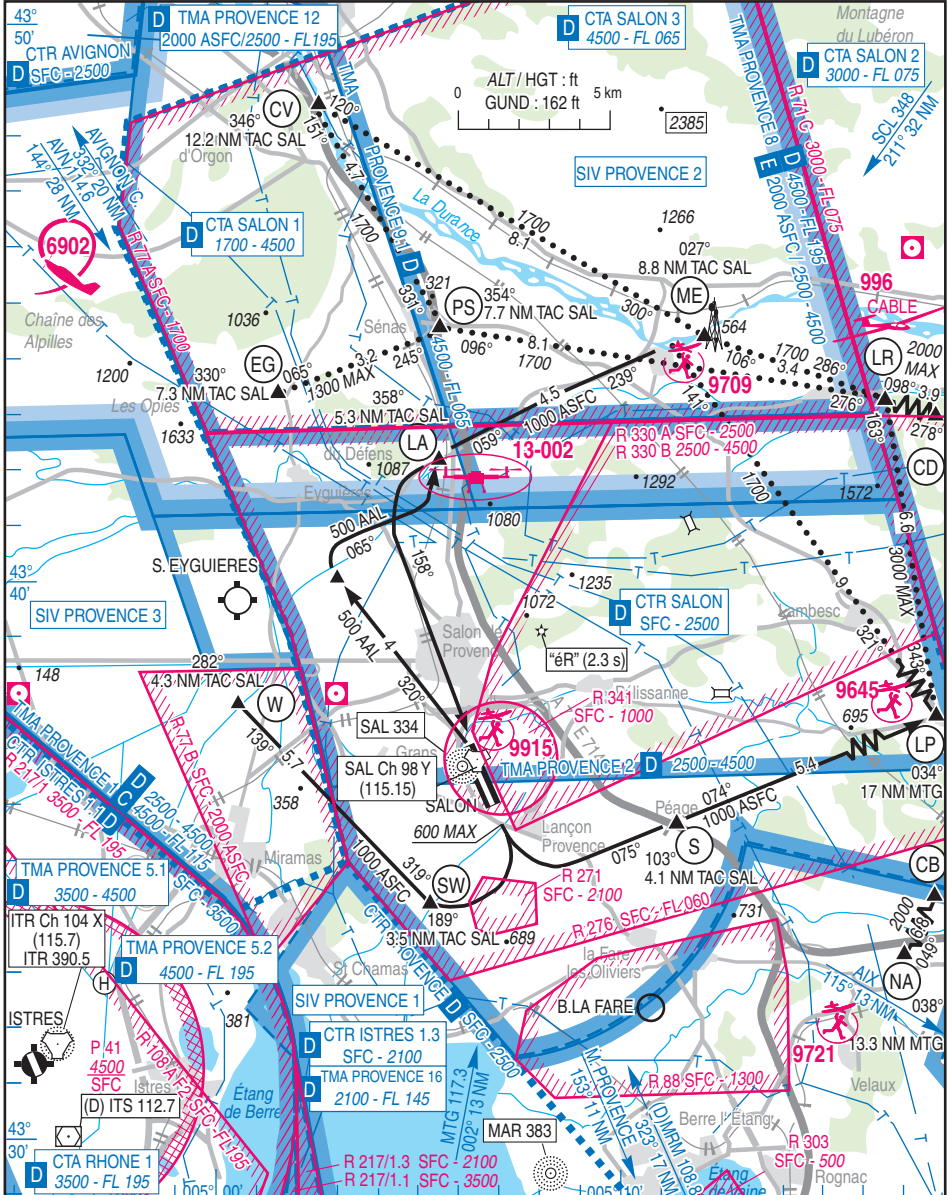 43°
50'
D TMA PROVENCE 12
2000 ASFC/2500 - FL195
CTR AVIGNON
D SFC - 2500
D CTA SALON 3
4500 - FL 065
Montagne
du Lubéron
D CTA SALON 2
3000 - FL 075
ALT / HGT : ft
GUND : 162 ft
0 5 km
2385
TMA PROVENCE 8
E 2000 ASFC / 2500 - 4500
D 4500 - FL 195
R 71 C 3000 - FL 075
SCL 348
211° 32 NM
CV
346°
12.2 NM TAC SAL
d'Orgon
120°
151°
4.7
1700
TMA PROVENCE 9.1 D
4500 - FL 065
AVIGNON C.
332° 20 NM
AVN 114.6
144° 28 NM
SIV PROVENCE 2
La Durance
1700
8.1
D CTA SALON 1
1700 - 4500
R 77 A SFC - 1700
6902
Chaîne des
Alpilles
1266
027°
8.8 NM TAC SAL
ME
564
996
CABLE
321
331°
PS
354°
7.7 NM TAC SAL
300°
Sénas
1036
EG
330°
7.3 NM TAC SAL
065°
3.2
1300 MAX
245°
096°
8.1
1700
106°
1700
3.4
286°
276°
LR
2000
MAX
098°
3.9
278°
CD
1200
Les Opies
1633
358°
5.3 NM TAC SAL
LA
059°
4.5
1000 ASFC
239°
9709
141°
163°
R 330 A SFC - 2500
R 330 B 2500 - 4500
13-002
du Défens
1087
Eyguières
1080
1292
1700
1572
500 AAL
065°
158°
6.6
3000 MAX
43°
40'
S. EYGUIERES
1235
1072
D CTR SALON
SFC - 2500
SIV PROVENCE 3
500 AAL
4
320°
Salon de
Provence
"éR" (2.3 s)
Lambesc
9
321°
343°
148
282°
4.3 NM TAC SAL
W
139°
5.7
R 77 B SFC - 2000 ASFC
SAL 334
Grans
SAL Ch 98 Y
(115.15)
SALON
600 MAX
9915
R 341
SFC - 1000
Pélissanne
9645
695
LP
034°
17 NM MTG
TMA PROVENCE 2 D 2500-4500
5.4
074°
1000 ASFC
TMA PROVENCE 1 C 2500 - 4500
D 4500 - FL 115
CTR ISTRES 1.1 D SFC - 3500
R 217/1 3500 - FL 195
358
Miramas
Lançon
Provence
Péage
075°
103°
S
4.1 NM TAC SAL
D TMA PROVENCE 5.1
3500 - 4500
1000 ASFC
319°
SW
189°
3.5 NM TAC SAL
689
R 271
SFC - 2100
R 276 SFC - FL 060
731
CB
2000
6.8
049°
NA
038°
13.3 NM MTG
ITR Ch 104 X
(115.7)
ITR 390.5
D TMA PROVENCE 5.2
4500 - FL 195
St Chamas
CTR PROVENCE D SFC - 2500
la Fare
les Oliviers
B.LA FARE
AIX
115° 13 NM
H
381
ISTRES
SIV PROVENCE 1
D CTR ISTRES 1.3
SFC - 2100
D TMA PROVENCE 16
2100 - FL 145
9721
P 41
4500
SFC
Istres
R 108 A F2 SFC - FL195
Étang
de Berre
R 88 SFC - 1300
Velaux
(D) ITS 112.7
MTG 117.3
002° 13 NM
M.PROVENCE
153° 11 NM
(D)MRM 108.8
323° 17 NM
Berre l'Étang
MAR 383
43°
30'
D CTA RHONE 1
3500 - FL 195
R 217/1.3 SFC - 2100
R 217/1.1 SFC - 3500
R 303
SFC - 500
Rognac
005° 00'
005° 10'